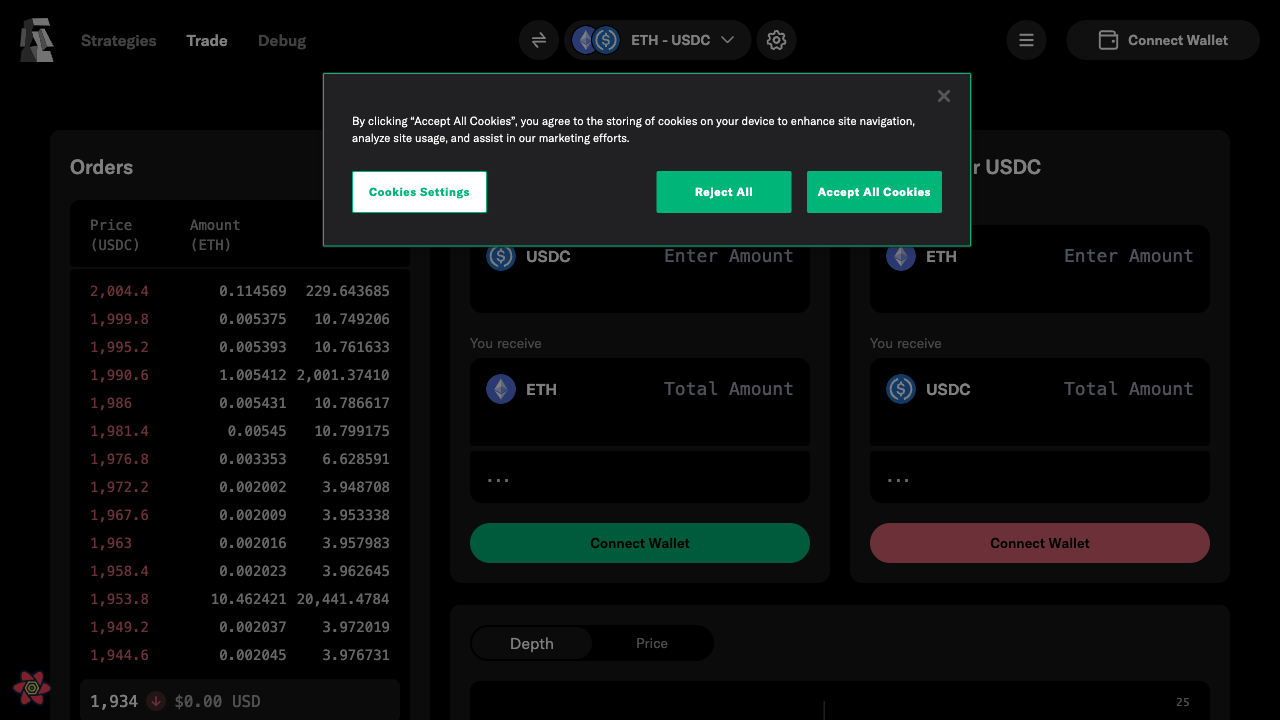 Strategies
Trade
Debug
ETH - USDC
Connect Wallet
By clicking “Accept All Cookies”, you agree to the storing of cookies on your device to enhance site navigation,
analyze site usage, and assist in our marketing efforts.
Cookies Settings
Reject All
Accept All Cookies
Orders
Price
(USDC)
Amount
(ETH)
2,004.4 0.114569 229.643685
1,999.8 0.005375 10.749206
1,995.2 0.005393 10.761633
1,990.6 1.005412 2,001.37410
1,986 0.005431 10.786617
1,981.4 0.00545 10.799175
1,976.8 0.003353 6.628591
1,972.2 0.002002 3.948708
1,967.6 0.002009 3.953338
1,963 0.002016 3.957983
1,958.4 0.002023 3.962645
1,953.8 10.462421 20,441.4784
1,949.2 0.002037 3.972019
1,944.6 0.002045 3.976731
1,934 $0.00 USD
USDC Enter Amount
You receive
ETH Total Amount
...
Connect Wallet
r USDC
ETH Enter Amount
You receive
USDC Total Amount
...
Connect Wallet
Depth
Price
25